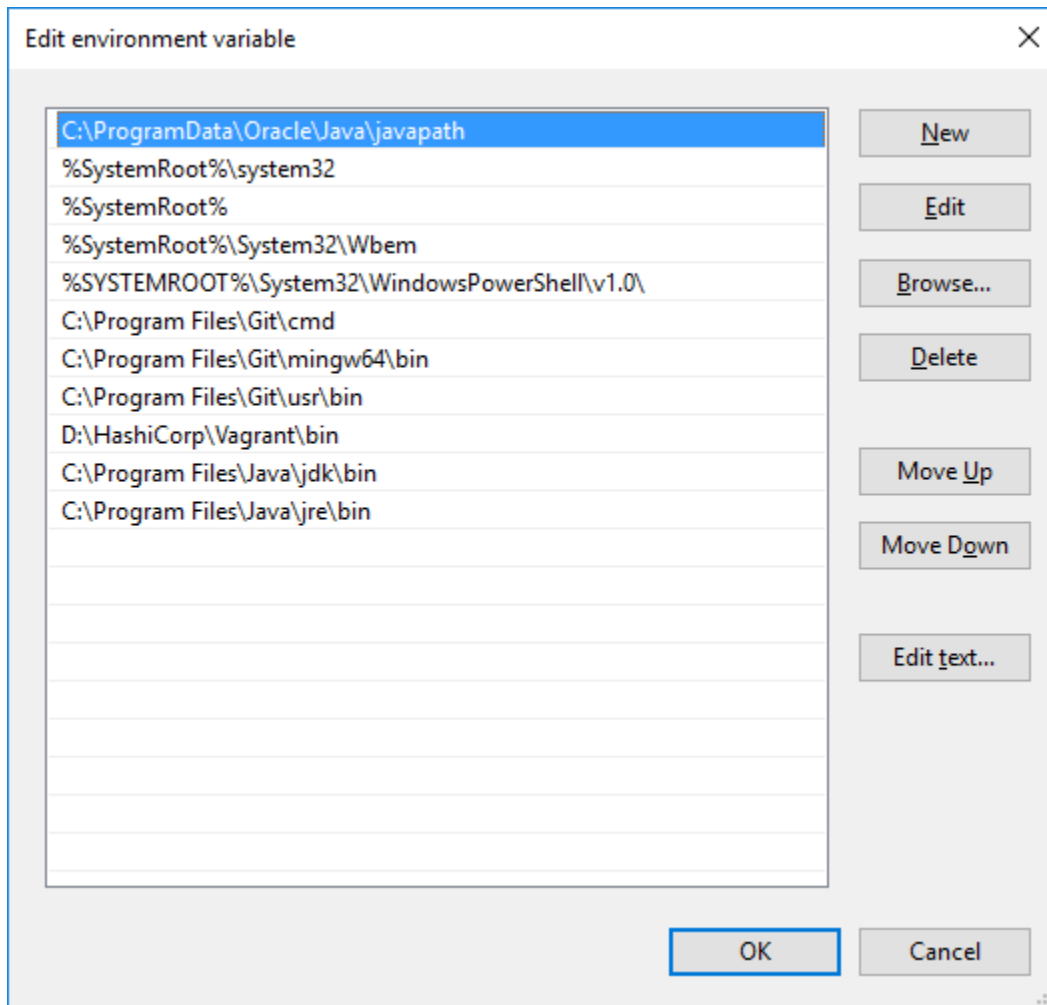 Edit environment variable
C:\ProgramData\Oracle\Java\javapath
%SystemRoot%\system32
%SystemRoot%
%SystemRoot%\System32\Wbem
%SYSTEMROOT%\System32\WindowsPowerShell\v1.0\
C:\Program Files\Git\cmd
C:\Program Files\Git\mingw64\bin
C:\Program Files\Git\usr\bin
D:\HashiCorp\Vagrant\bin
C:\Program Files\Java\jdk\bin
C:\Program Files\Java\jre\bin
New
Edit
Browse...
Delete
Move Up
Move Down
Edit text...
OK
Cancel